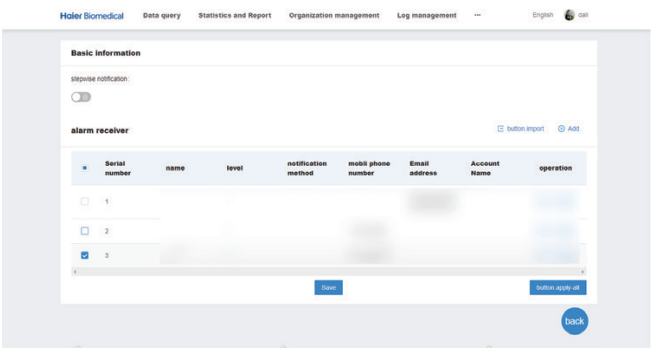 Haier Biomedical Data query Statistics and Report Organization management Log management ··· English dali
Basic information
stepwise notification:
alarm receiver button.import Add
Serial number name level notification method mobil phone number Email address Account Name operation
1
2
3
Save button.apply-all
back